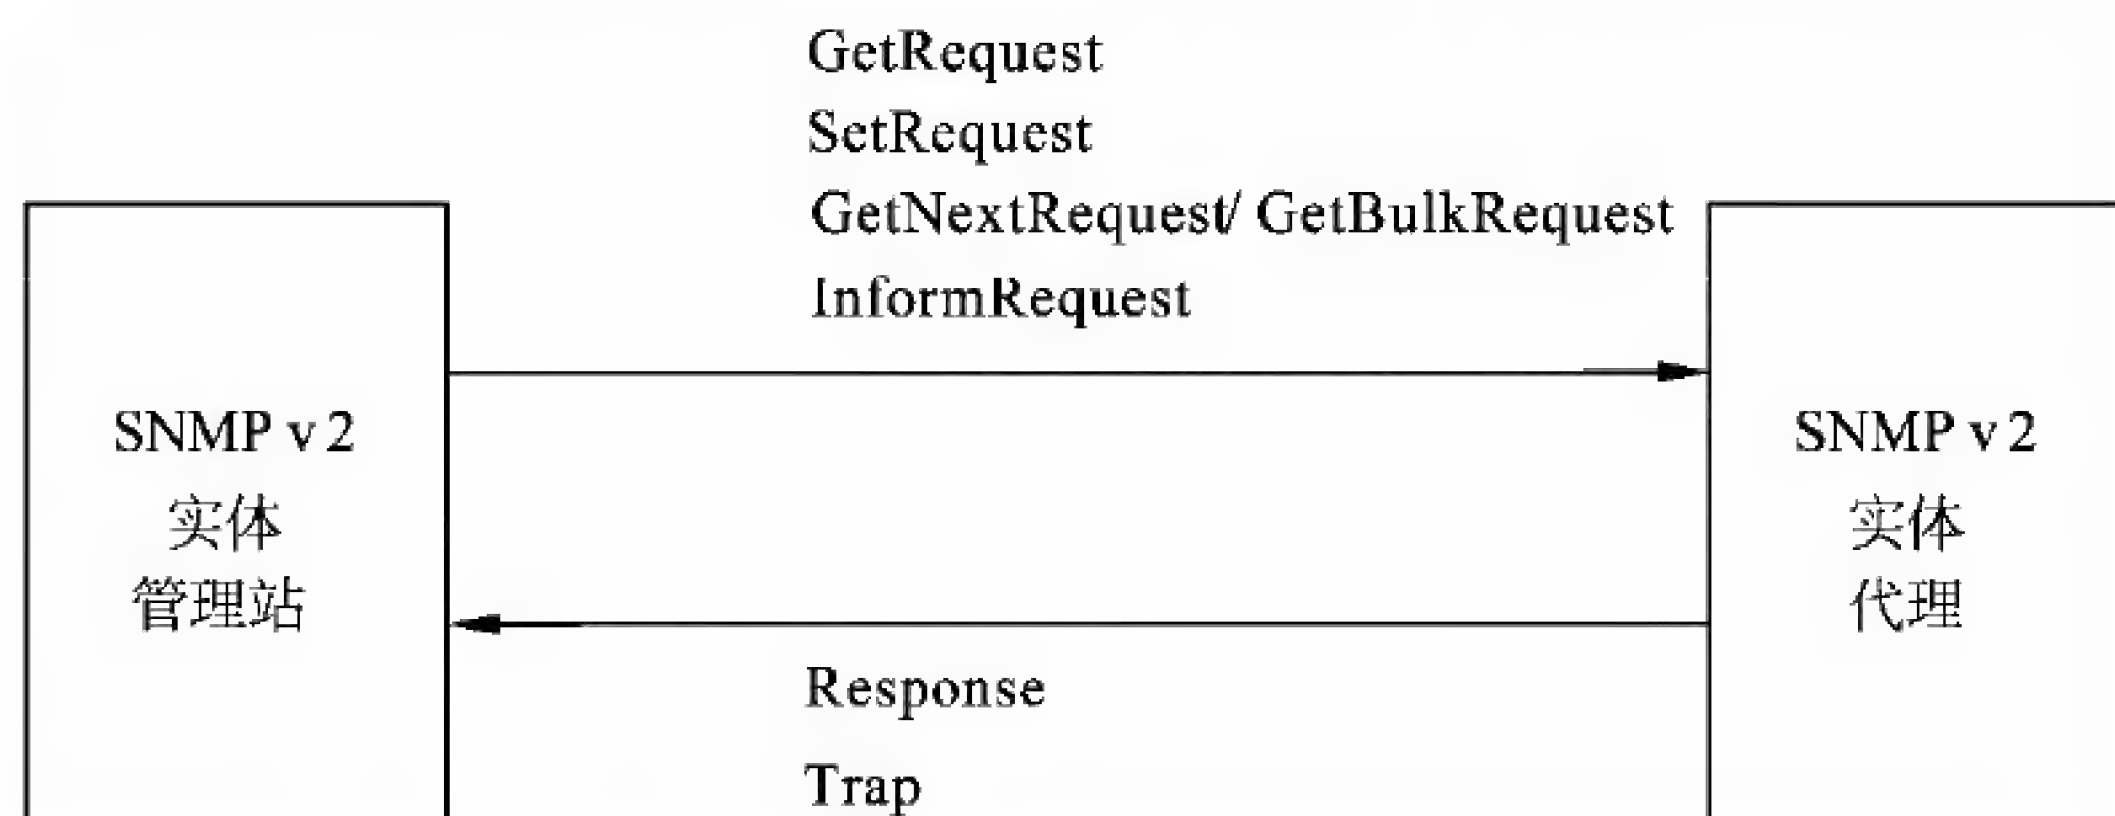 GetRequest
SetRequest
GetNextRequest/ GetBulkRequest
InformRequest
SNMP v2
实体
管理站
SNMP v2
实体
代理
Response
Trap